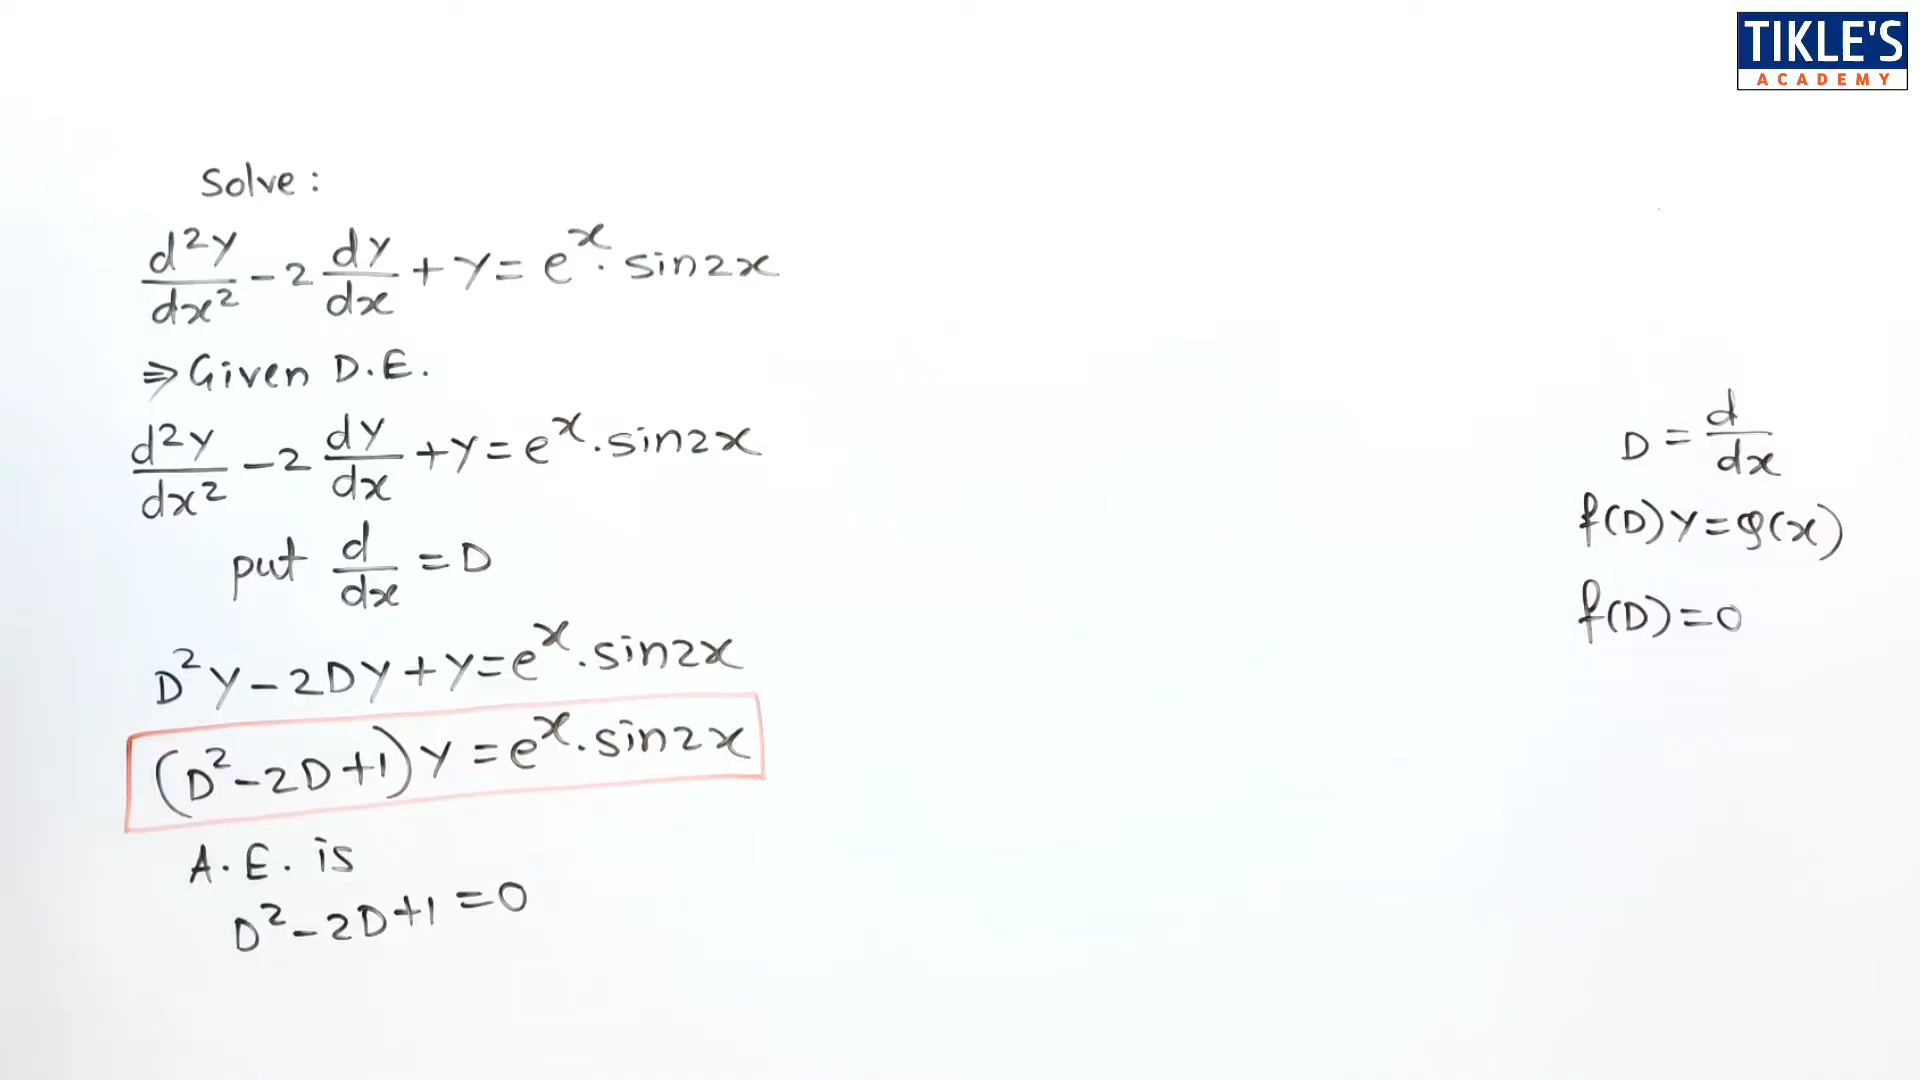 TIKLE'S
ACADEMY
Solve:
d²y/dx² - 2 dy/dx + y = e^x · sin2x
⇒ Given D.E.
d²y/dx² - 2 dy/dx + y = e^x · sin2x
put d/dx = D
D²y - 2Dy + y = e^x · sin2x
(D² - 2D + 1) y = e^x · sin2x
A.E. is
D² - 2D + 1 = 0
D = d/dx
f(D) y = φ(x)
f(D) = 0